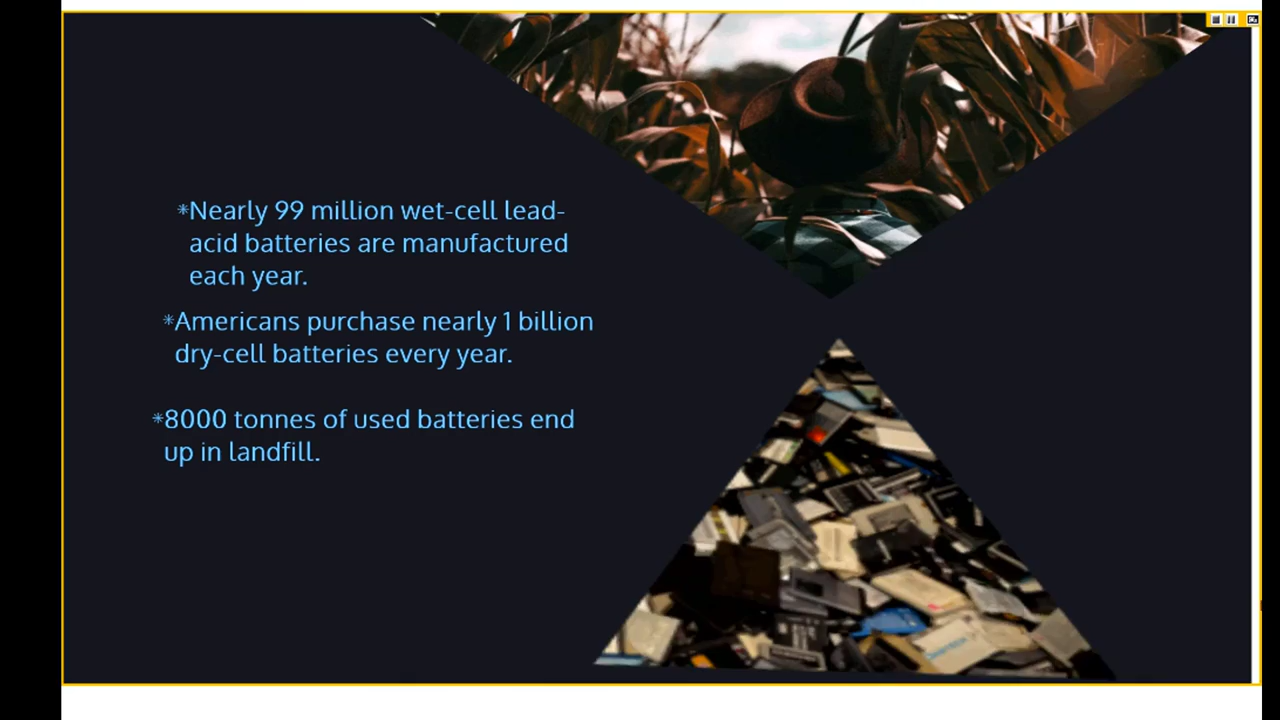 *Nearly 99 million wet-cell lead-
acid batteries are manufactured
each year.
*Americans purchase nearly 1 billion
dry-cell batteries every year.
*8000 tonnes of used batteries end
up in landfill.